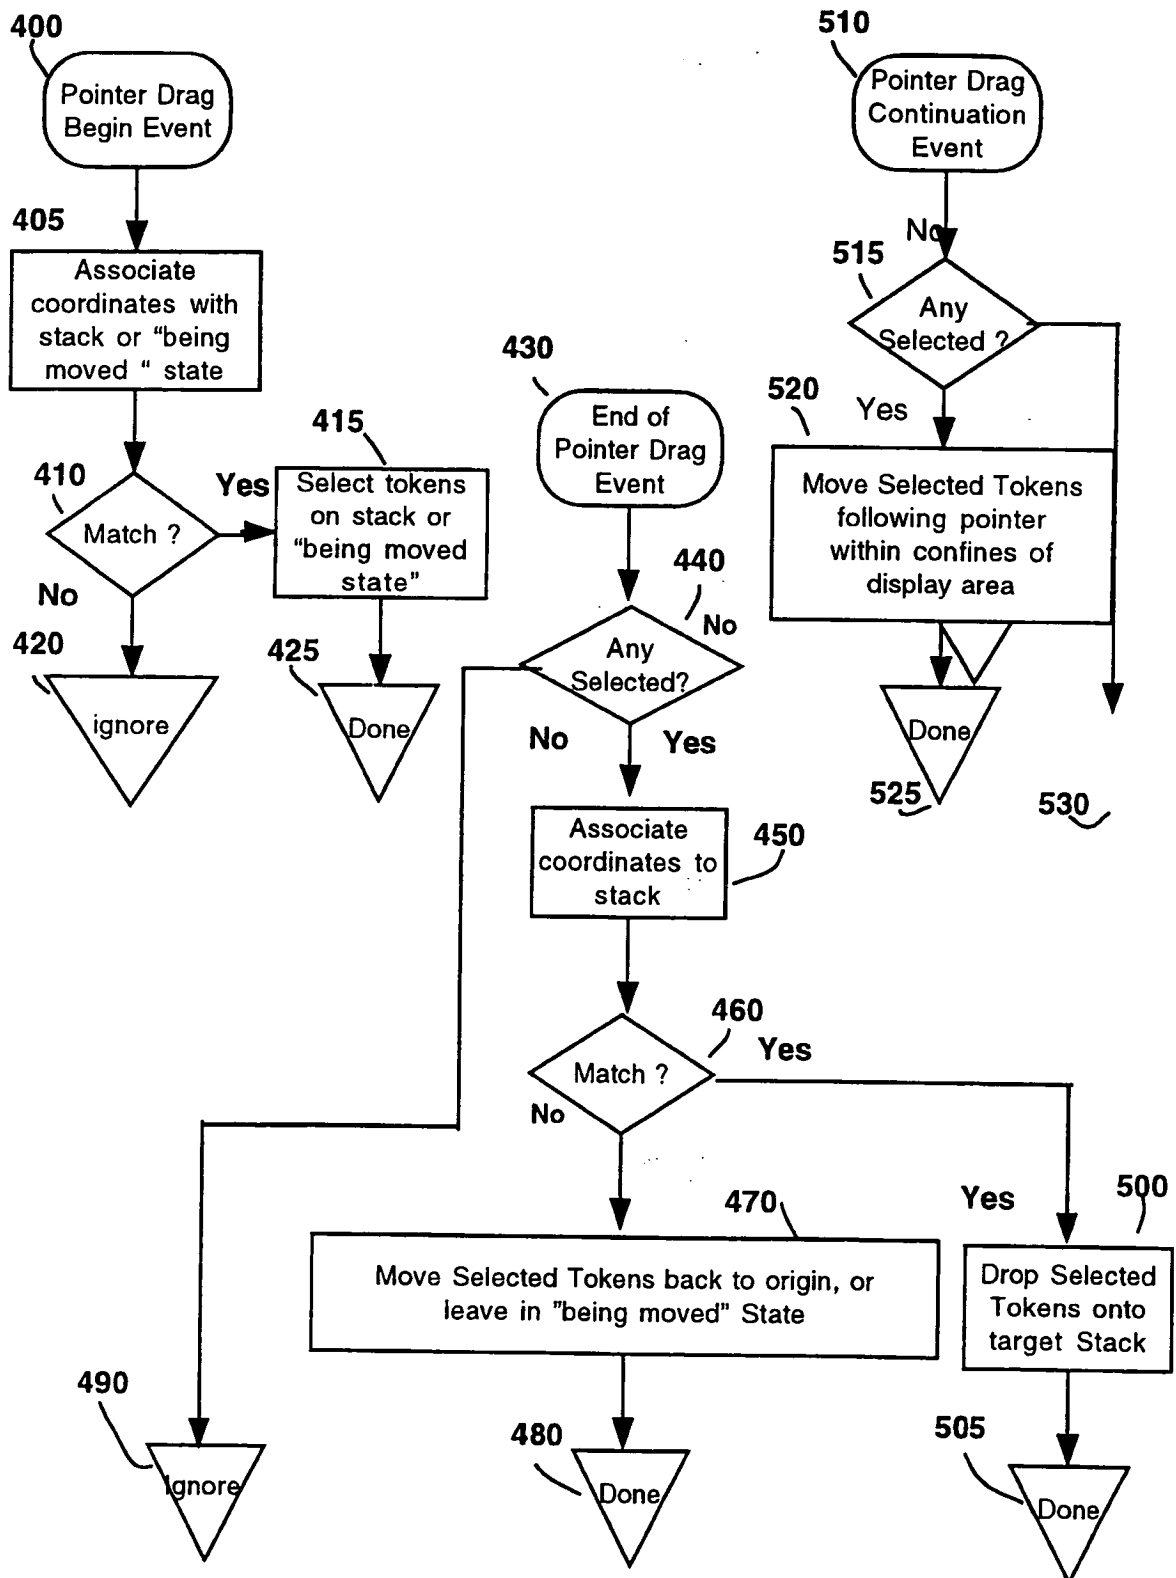 400
Pointer Drag
Begin Event
405
Associate
coordinates with
stack or "being
moved " state
410
Match ?
Yes
No
415
Select tokens
on stack or
"being moved
state"
420
ignore
425
Done
430
End of
Pointer Drag
Event
440
No
Any
Selected?
No
Yes
Associate
coordinates to
stack
450
460
Match ?
Yes
No
470
Move Selected Tokens back to origin, or
leave in "being moved" State
480
Done
490
Ignore
Yes
500
Drop Selected
Tokens onto
target Stack
505
Done
510
Pointer Drag
Continuation
Event
No
515
Any
Selected ?
520
Yes
Move Selected Tokens
following pointer
within confines of
display area
Done
525
530